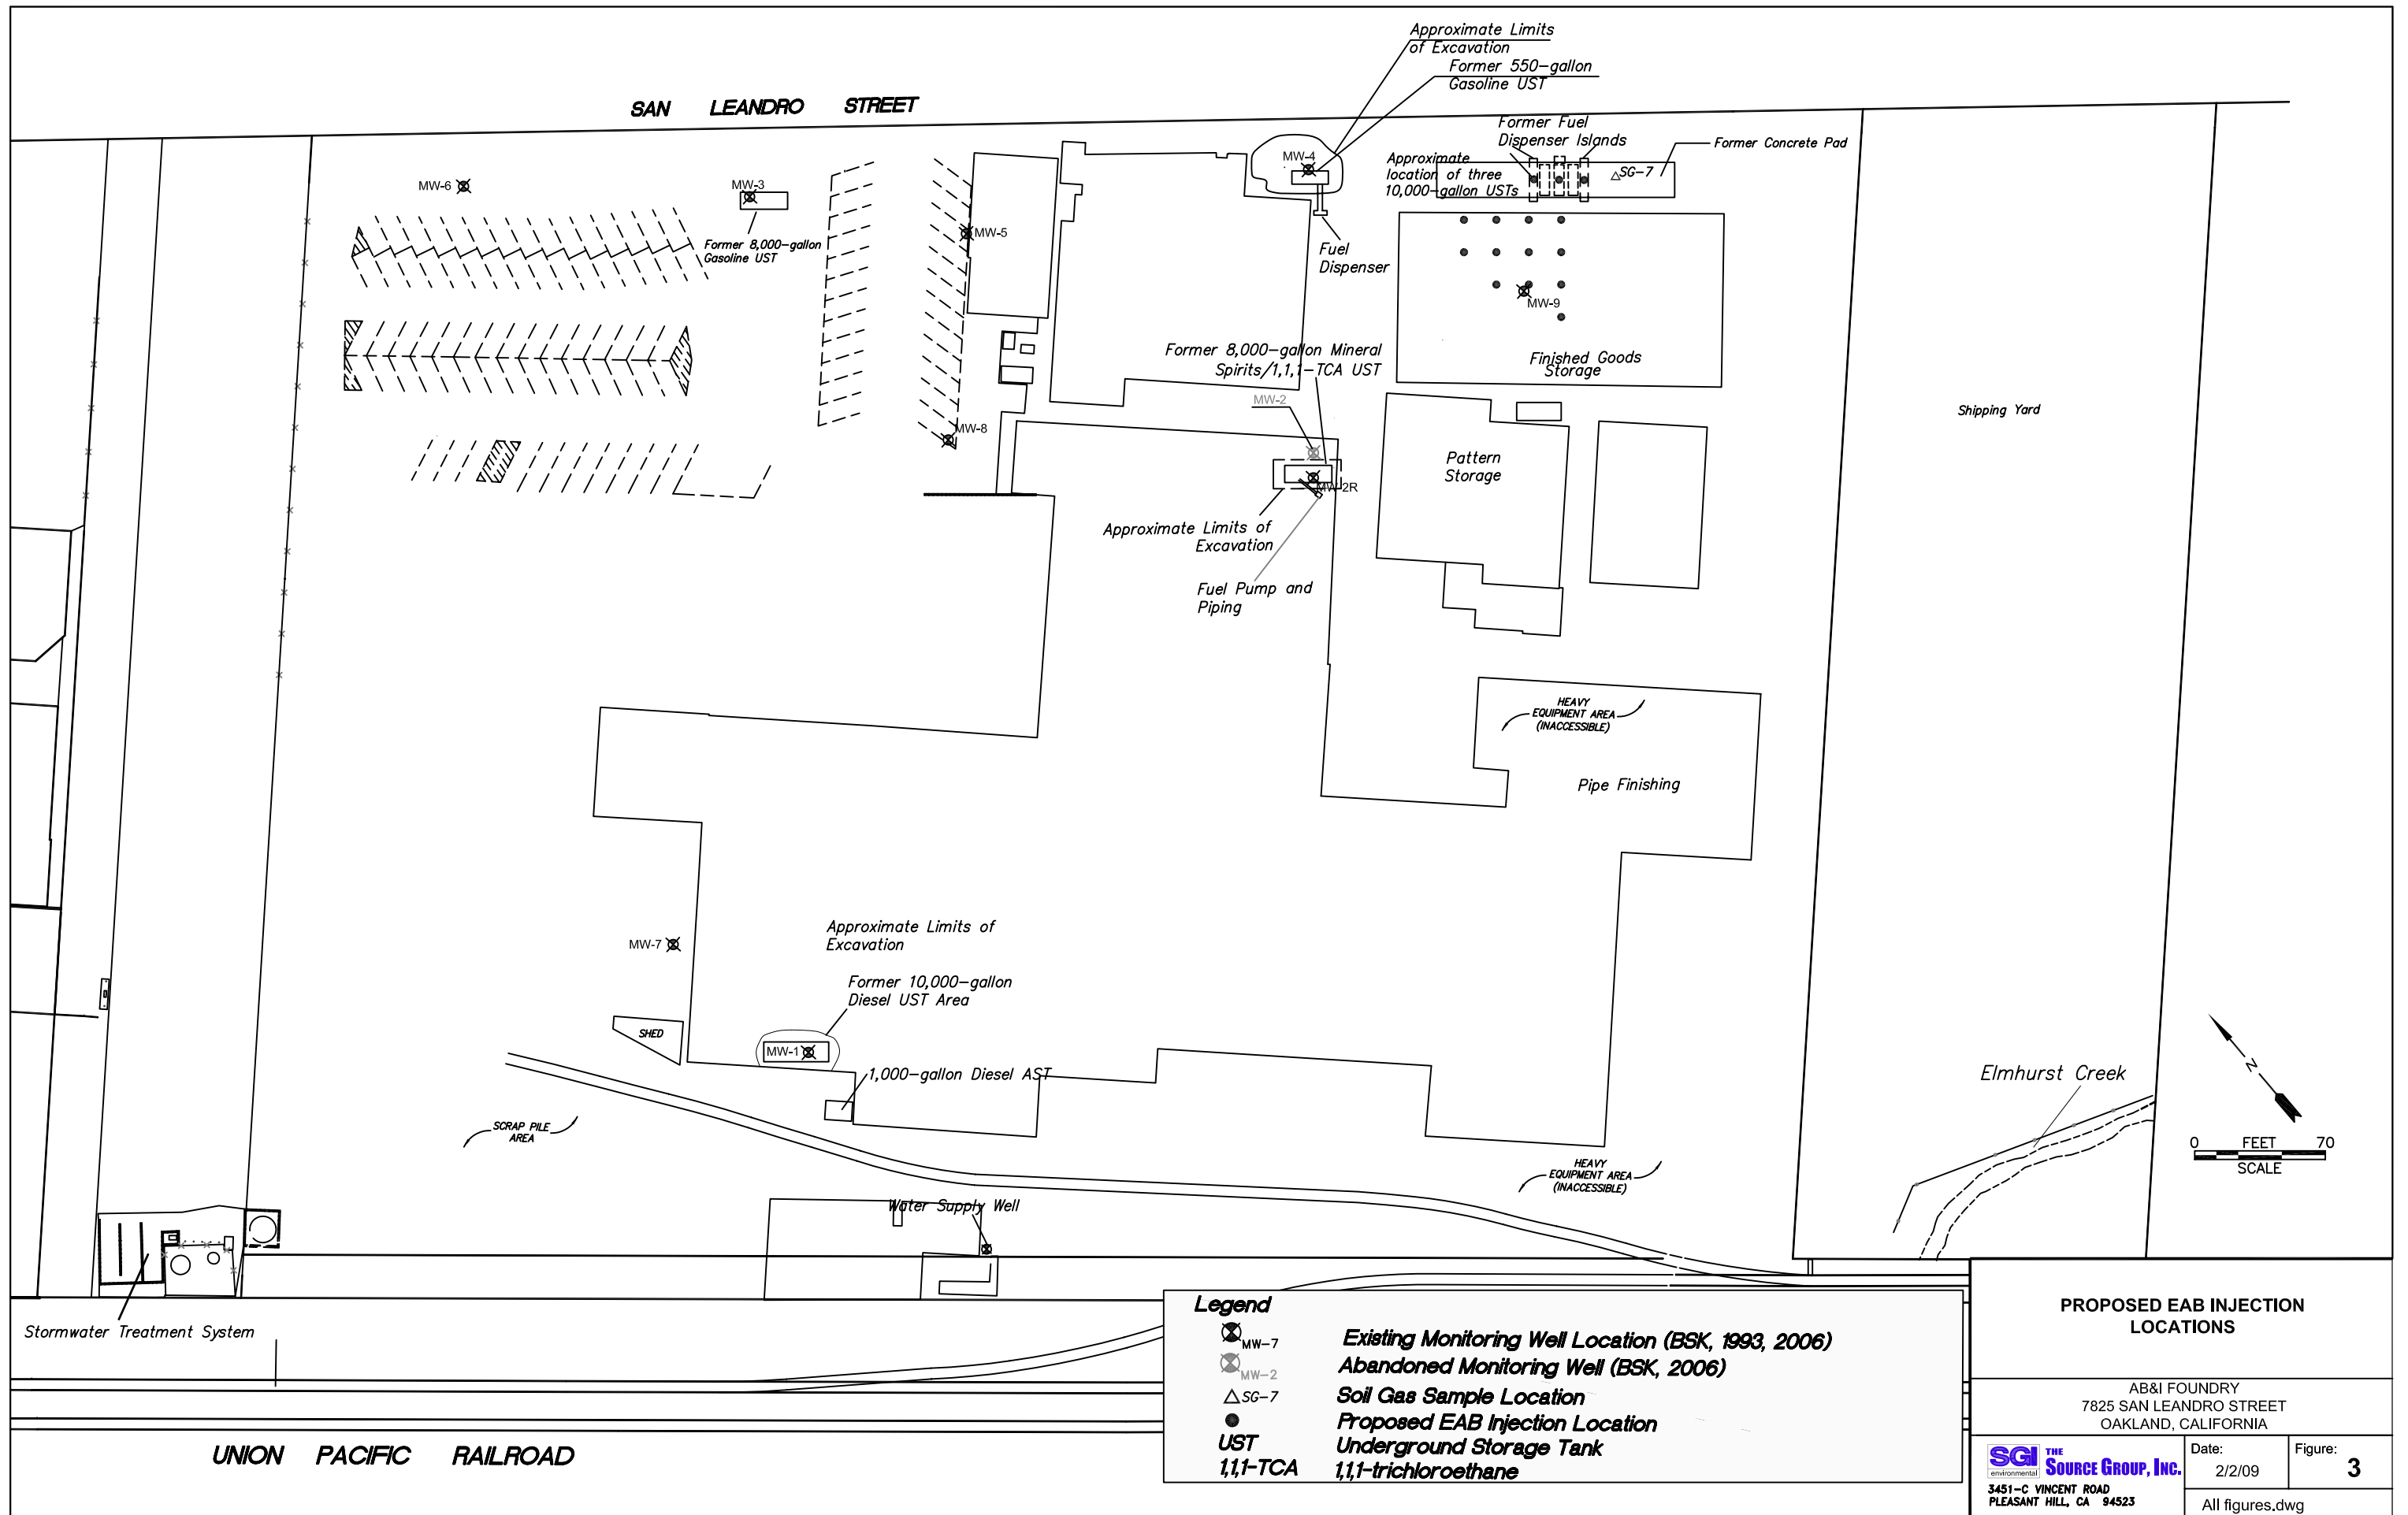 SAN LEANDRO STREET
Approximate Limits
of Excavation
Former 550-gallon
Gasoline UST
Former Fuel
Dispenser Islands
Former Concrete Pad
Approximate
location of three
10,000-gallon USTs
SG-7
MW-4
MW-6
MW-3
Former 8,000-gallon
Gasoline UST
MW-5
Fuel
Dispenser
MW-9
Finished Goods
Storage
Former 8,000-gallon Mineral
Spirits/1,1,1-TCA UST
MW-2
MW-8
MW-2R
Shipping Yard
Pattern
Storage
Approximate Limits of
Excavation
Fuel Pump and
Piping
HEAVY
EQUIPMENT AREA
(INACCESSIBLE)
Pipe Finishing
MW-7
Approximate Limits of
Excavation
Former 10,000-gallon
Diesel UST Area
SHED
MW-1
1,000-gallon Diesel AST
SCRAP PILE
AREA
Elmhurst Creek
N
0 FEET 70
SCALE
HEAVY
EQUIPMENT AREA
(INACCESSIBLE)
Water Supply Well
Stormwater Treatment System
UNION PACIFIC RAILROAD
Legend
MW-7 Existing Monitoring Well Location (BSK, 1993, 2006)
MW-2 Abandoned Monitoring Well (BSK, 2006)
SG-7 Soil Gas Sample Location
Proposed EAB Injection Location
UST Underground Storage Tank
1,1,1-TCA 1,1,1-trichloroethane
PROPOSED EAB INJECTION
LOCATIONS
AB&I FOUNDRY
7825 SAN LEANDRO STREET
OAKLAND, CALIFORNIA
SGI THE
environmental SOURCE GROUP, INC.
3451-C VINCENT ROAD
PLEASANT HILL, CA 94523
Date:
2/2/09
Figure:
3
All figures.dwg